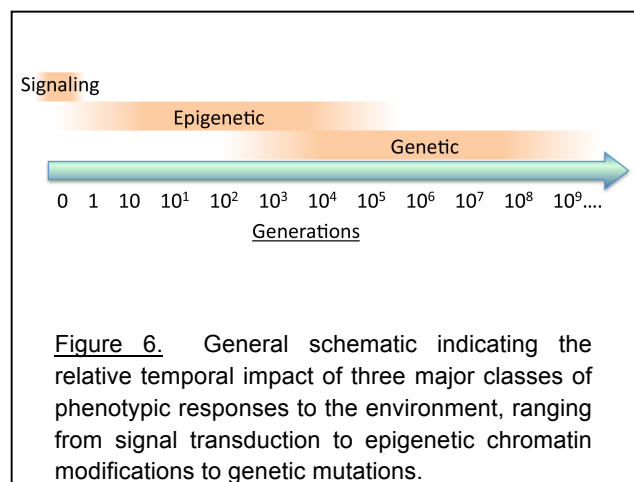 Signaling
Epigenetic
Genetic
0 1 10 10¹ 10² 10³ 10⁴ 10⁵ 10⁶ 10⁷ 10⁸ 10⁹....
Generations
Figure 6. General schematic indicating the
relative temporal impact of three major classes of
phenotypic responses to the environment, ranging
from signal transduction to epigenetic chromatin
modifications to genetic mutations.